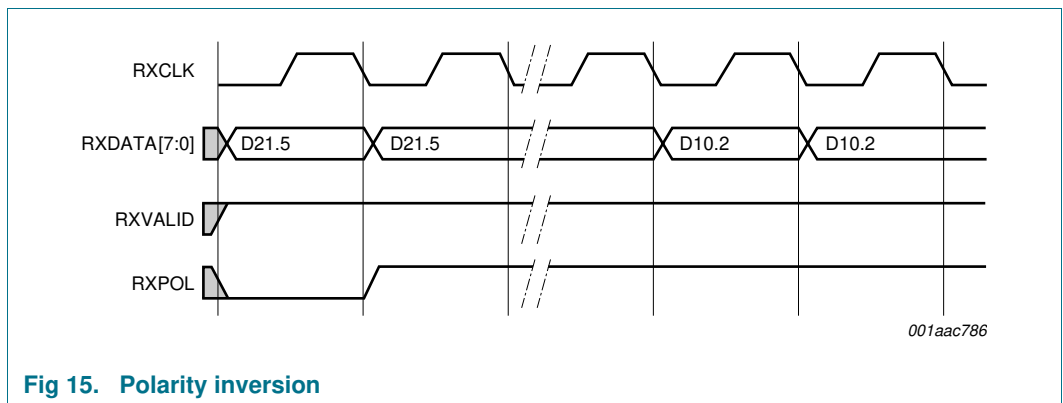 RXCLK
RXDATA[7:0] D21.5 D21.5 D10.2 D10.2
RXVALID
RXPOL
001aac786
Fig 15. Polarity inversion